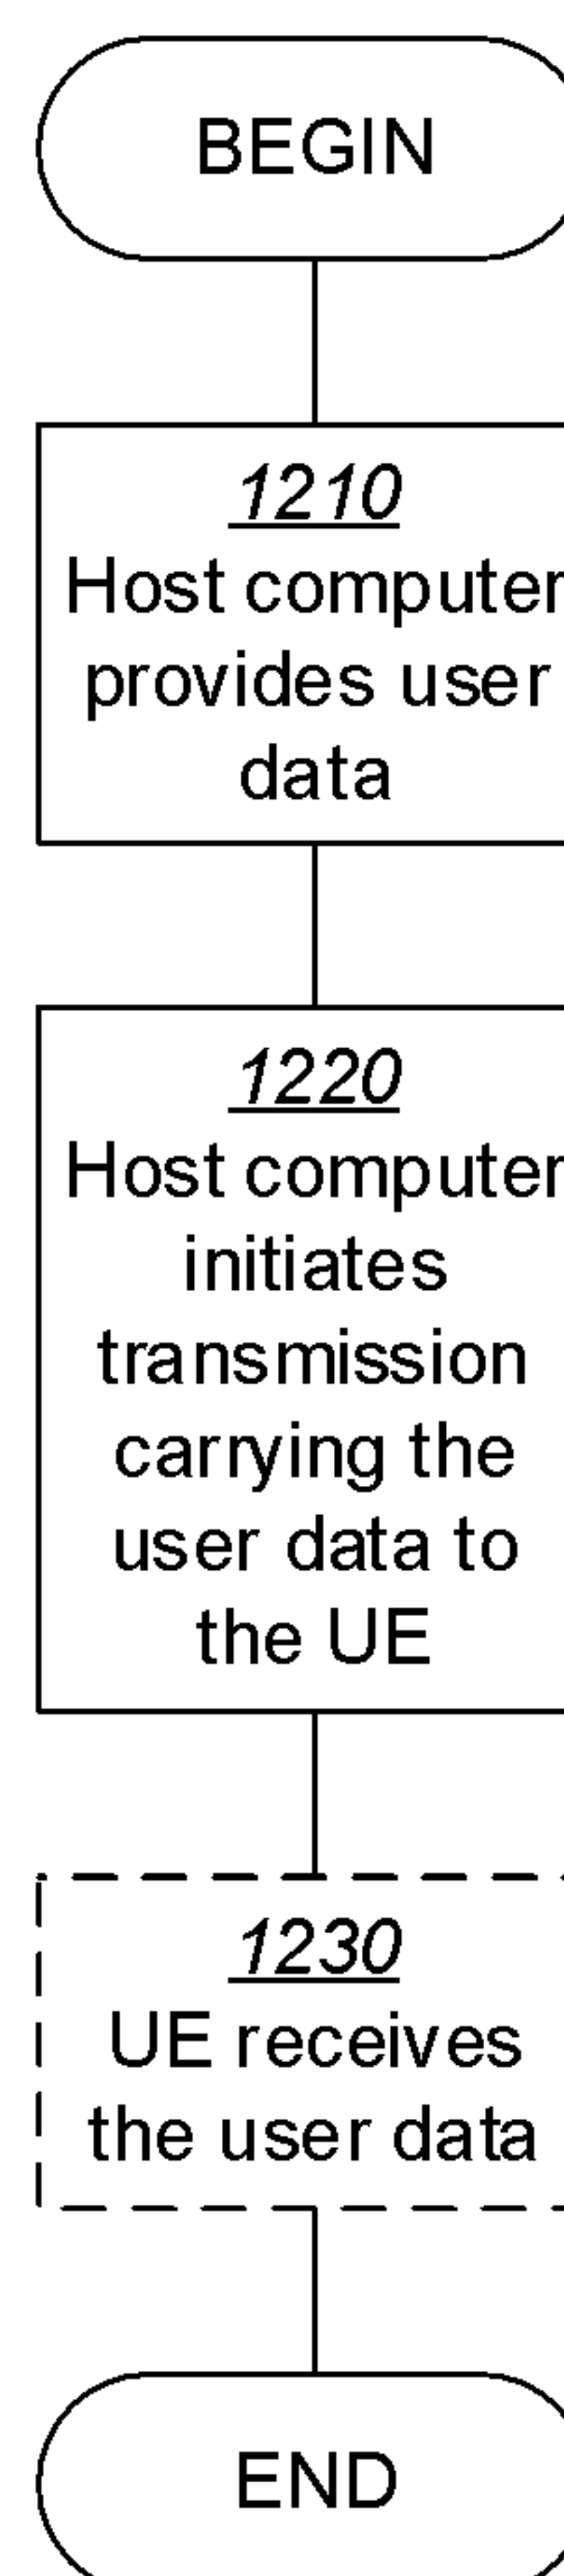 BEGIN
1210
Host computer
provides user
data
1220
Host computer
initiates
transmission
carrying the
user data to
the UE
1230
UE receives
the user data
END